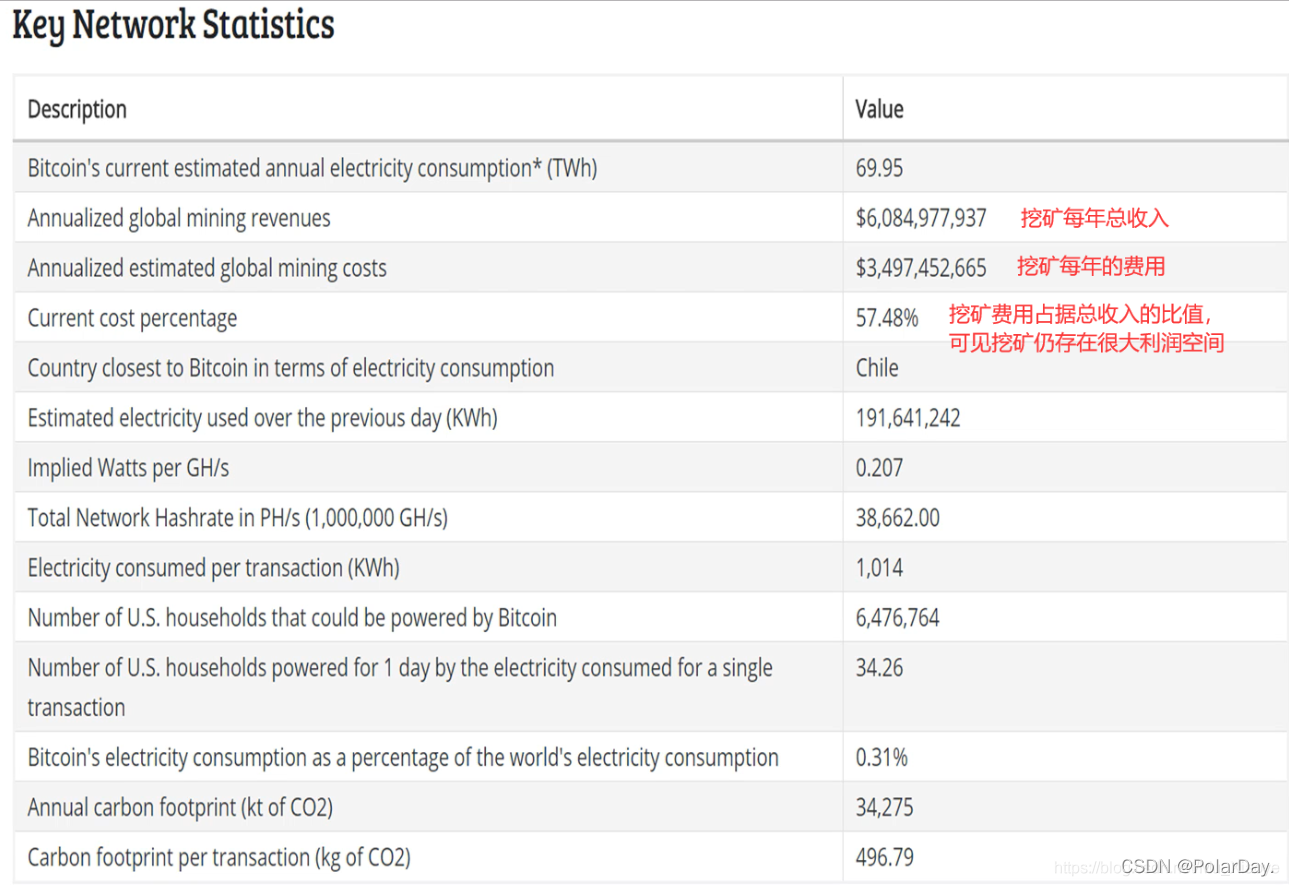 Key Network Statistics
Description Value
Bitcoin's current estimated annual electricity consumption* (TWh) 69.95
Annualized global mining revenues $6,084,977,937 挖矿每年总收入
Annualized estimated global mining costs $3,497,452,665 挖矿每年的费用
Current cost percentage 57.48% 挖矿费用占据总收入的比值,
可见挖矿仍存在很大利润空间
Country closest to Bitcoin in terms of electricity consumption Chile
Estimated electricity used over the previous day (KWh) 191,641,242
Implied Watts per GH/s 0.207
Total Network Hashrate in PH/s (1,000,000 GH/s) 38,662.00
Electricity consumed per transaction (KWh) 1,014
Number of U.S. households that could be powered by Bitcoin 6,476,764
Number of U.S. households powered for 1 day by the electricity consumed for a single 34.26
transaction
Bitcoin's electricity consumption as a percentage of the world's electricity consumption 0.31%
Annual carbon footprint (kt of CO2) 34,275
Carbon footprint per transaction (kg of CO2) 496.79
CSDN @PolarDay.